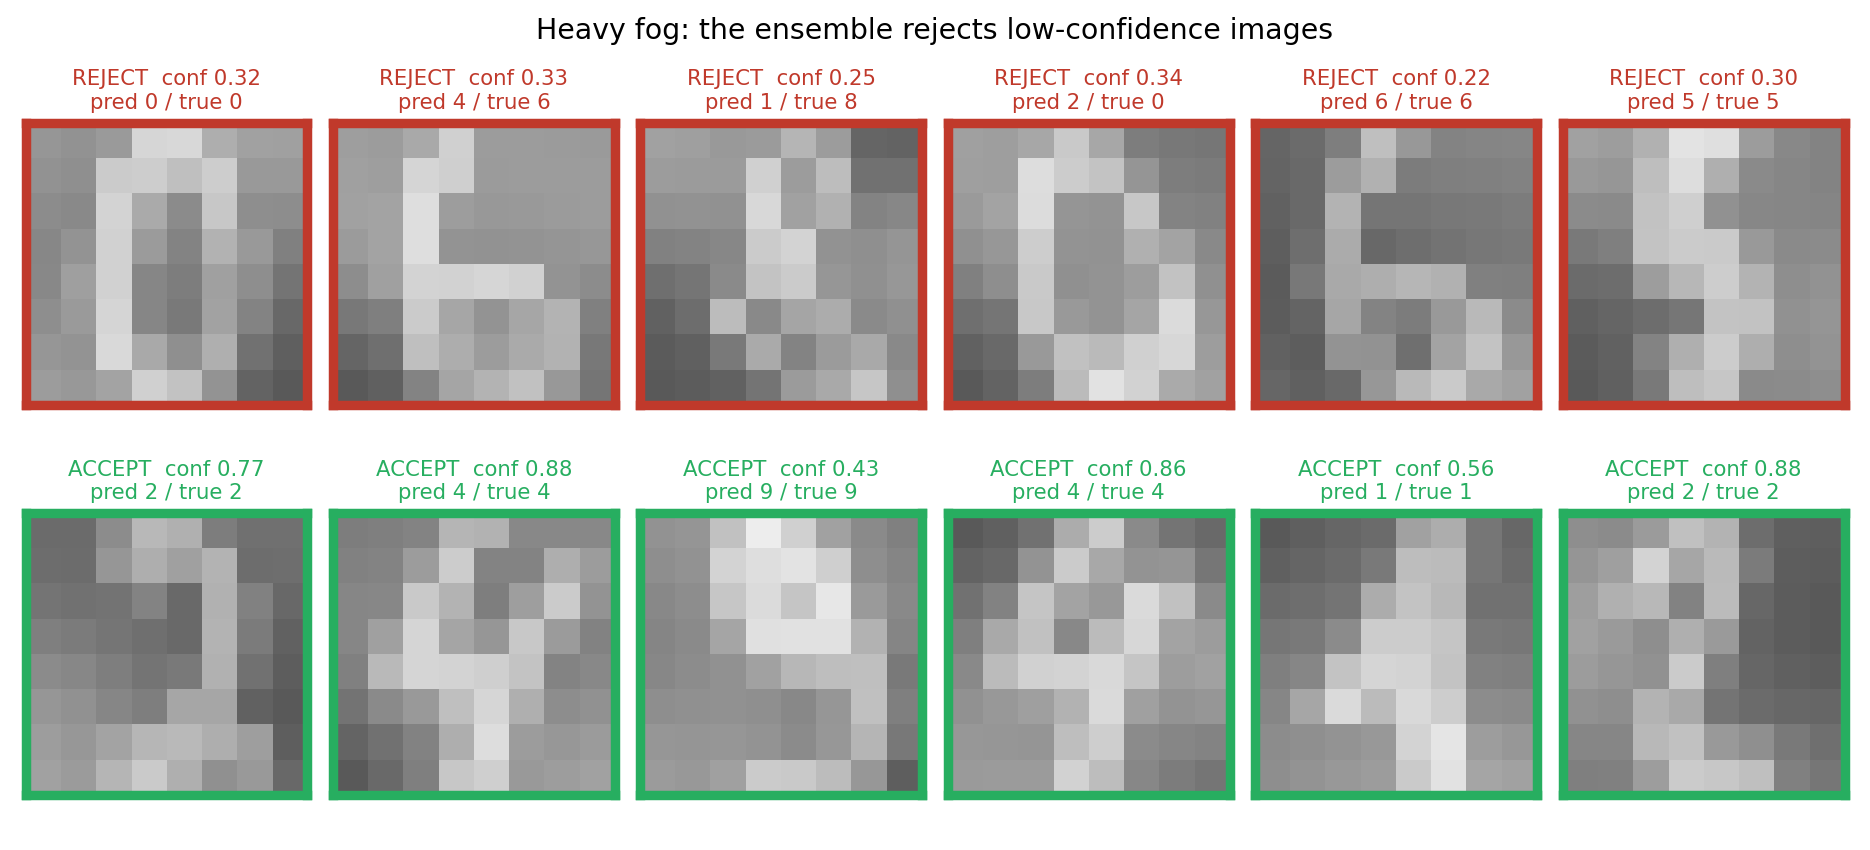 Heavy fog: the ensemble rejects low-confidence images
REJECT  conf 0.32
pred 0 / true 0
REJECT  conf 0.33
pred 4 / true 6
REJECT  conf 0.25
pred 1 / true 8
REJECT  conf 0.34
pred 2 / true 0
REJECT  conf 0.22
pred 6 / true 6
REJECT  conf 0.30
pred 5 / true 5
ACCEPT  conf 0.77
pred 2 / true 2
ACCEPT  conf 0.88
pred 4 / true 4
ACCEPT  conf 0.43
pred 9 / true 9
ACCEPT  conf 0.86
pred 4 / true 4
ACCEPT  conf 0.56
pred 1 / true 1
ACCEPT  conf 0.88
pred 2 / true 2